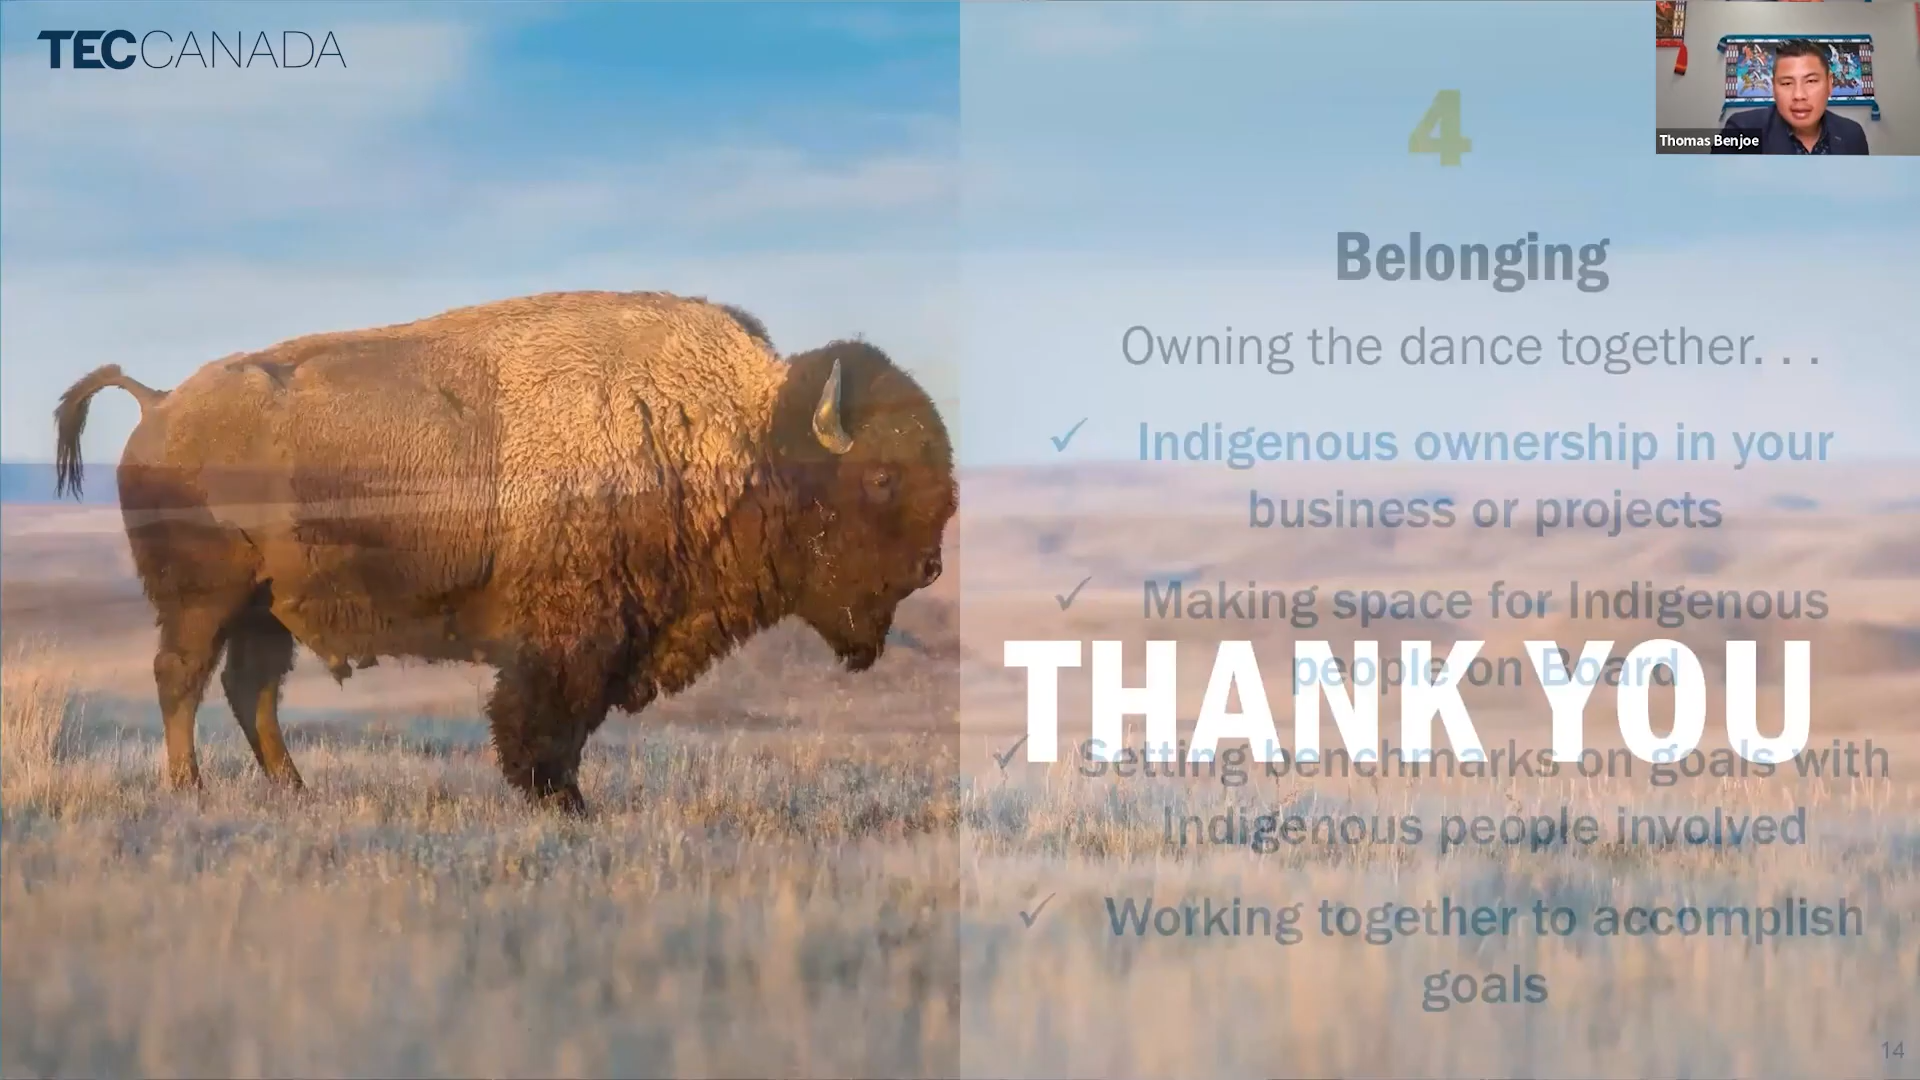 TECCANADA
Thomas Benjoe
4
Belonging
Owning the dance together. . .
✓ Indigenous ownership in your
business or projects
✓ Making space for Indigenous
people on Board
THANK YOU
✓ Setting benchmarks on goals with
Indigenous people involved
✓ Working together to accomplish
goals
14